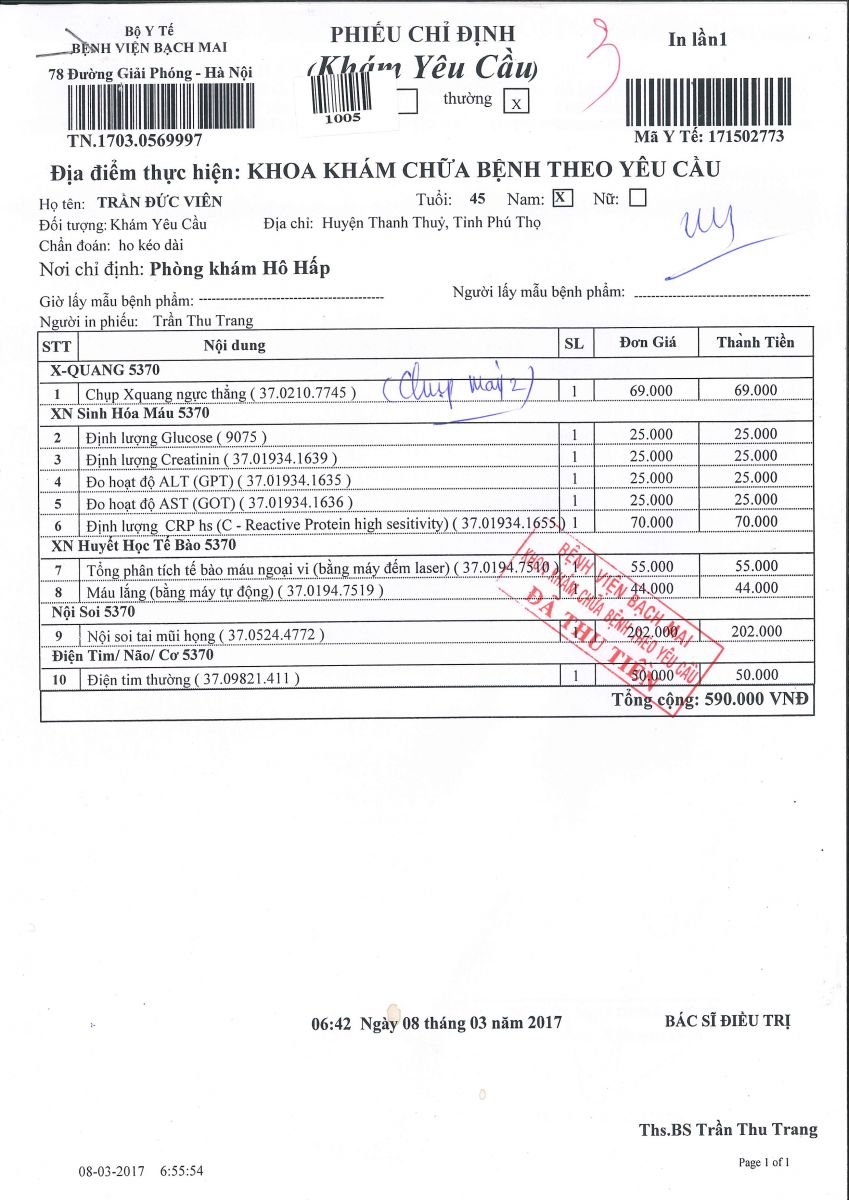 BỘ Y TẾ
BỆNH VIỆN BẠCH MAI
78 Đường Giải Phóng - Hà Nội
TN.1703.0569997
PHIẾU CHỈ ĐỊNH
(Khám Yêu Cầu)
1005
thường X
3
In lần1
Mã Y Tế: 171502773
Địa điểm thực hiện: KHOA KHÁM CHỮA BỆNH THEO YÊU CẦU
Họ tên: TRẦN ĐỨC VIÊN Tuổi: 45 Nam: X Nữ:
Đối tượng: Khám Yêu Cầu Địa chỉ: Huyện Thanh Thuỷ, Tỉnh Phú Thọ
Chẩn đoán: ho kéo dài
Nơi chỉ định: Phòng khám Hô Hấp
Giờ lấy mẫu bệnh phẩm: Người lấy mẫu bệnh phẩm:
Người in phiếu: Trần Thu Trang
STT Nội dung SL Đơn Giá Thành Tiền
X-QUANG 5370
1 Chụp Xquang ngực thẳng ( 37.0210.7745 ) (Chụp máy 2) 1 69.000 69.000
XN Sinh Hóa Máu 5370
2 Định lượng Glucose ( 9075 ) 1 25.000 25.000
3 Định lượng Creatinin ( 37.01934.1639 ) 1 25.000 25.000
4 Đo hoạt độ ALT (GPT) ( 37.01934.1635 ) 1 25.000 25.000
5 Đo hoạt độ AST (GOT) ( 37.01934.1636 ) 1 25.000 25.000
6 Định lượng CRP hs (C - Reactive Protein high sesitivity) ( 37.01934.1655 ) 1 70.000 70.000
XN Huyết Học Tế Bào 5370
7 Tổng phân tích tế bào máu ngoại vi (bằng máy đếm laser) ( 37.0194.7510 ) 1 55.000 55.000
8 Máu lắng (bằng máy tự động) ( 37.0194.7519 ) 1 44.000 44.000
Nội Soi 5370
9 Nội soi tai mũi họng ( 37.0524.4772 ) 1 202.000 202.000
Điện Tim/ Não/ Cơ 5370
10 Điện tim thường ( 37.09821.411 ) 1 50.000 50.000
Tổng cộng: 590.000 VNĐ
BỆNH VIỆN BẠCH MAI
KHOA KHÁM CHỮA BỆNH THEO YÊU CẦU
ĐÃ THU TIỀN
06:42 Ngày 08 tháng 03 năm 2017 BÁC SĨ ĐIỀU TRỊ
Ths.BS Trần Thu Trang
08-03-2017 6:55:54 Page 1 of 1